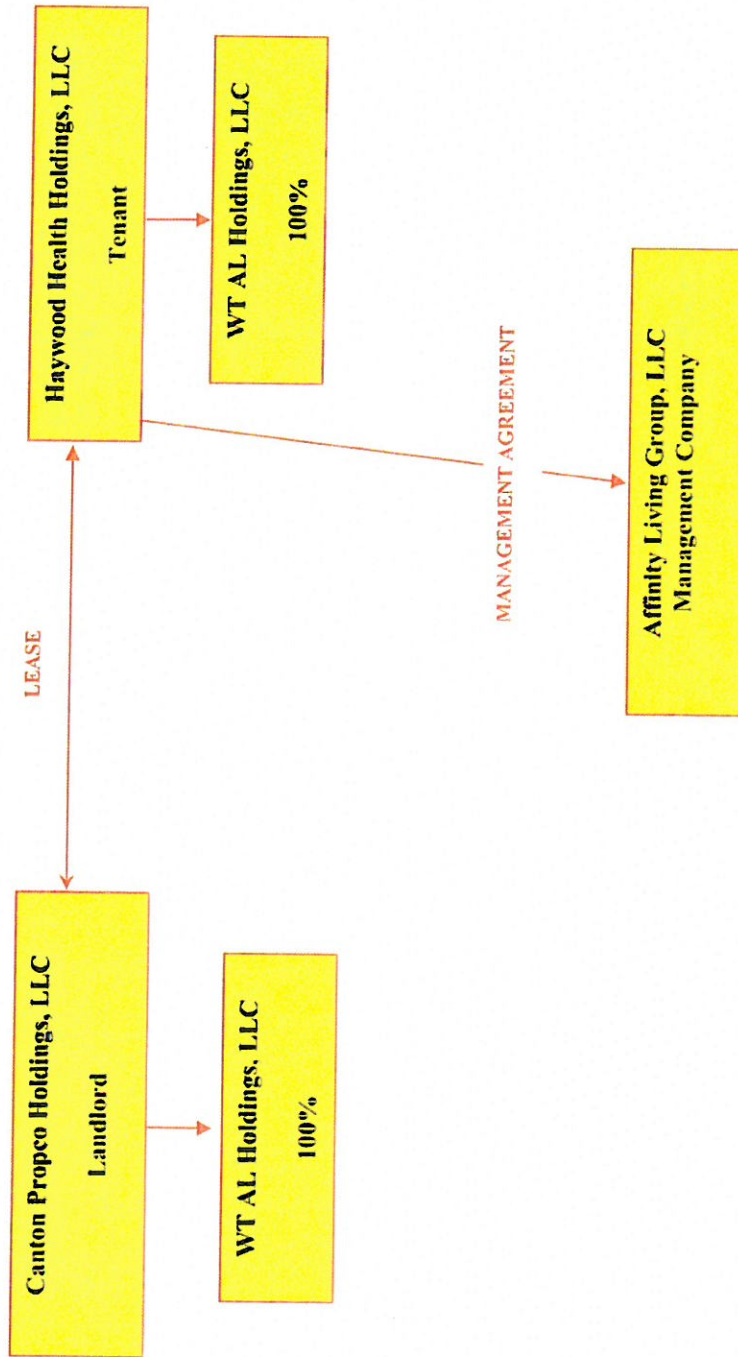 Canton Propco Holdings, LLC
Landlord
LEASE
Haywood Health Holdings, LLC
Tenant
WT AL Holdings, LLC
100%
WT AL Holdings, LLC
100%
MANAGEMENT AGREEMENT
Affinity Living Group, LLC
Management Company